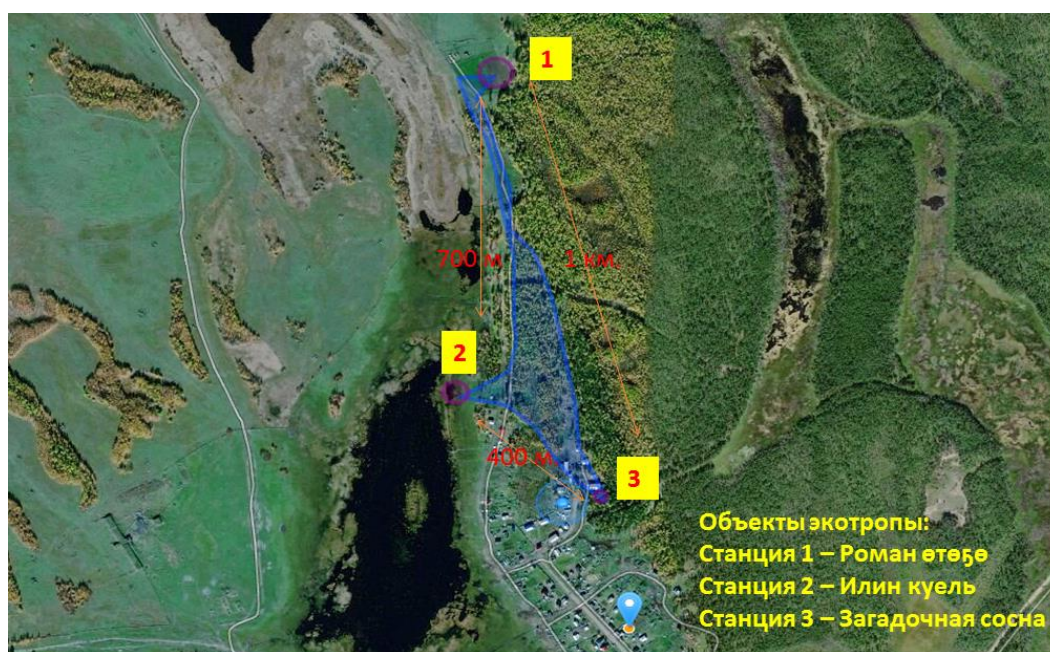 1
700 м
1 км.
2
400 м.
3
Объекты экотропы:
Станция 1 – Роман өтөҕө
Станция 2 – Илин куель
Станция 3 – Загадочная сосна